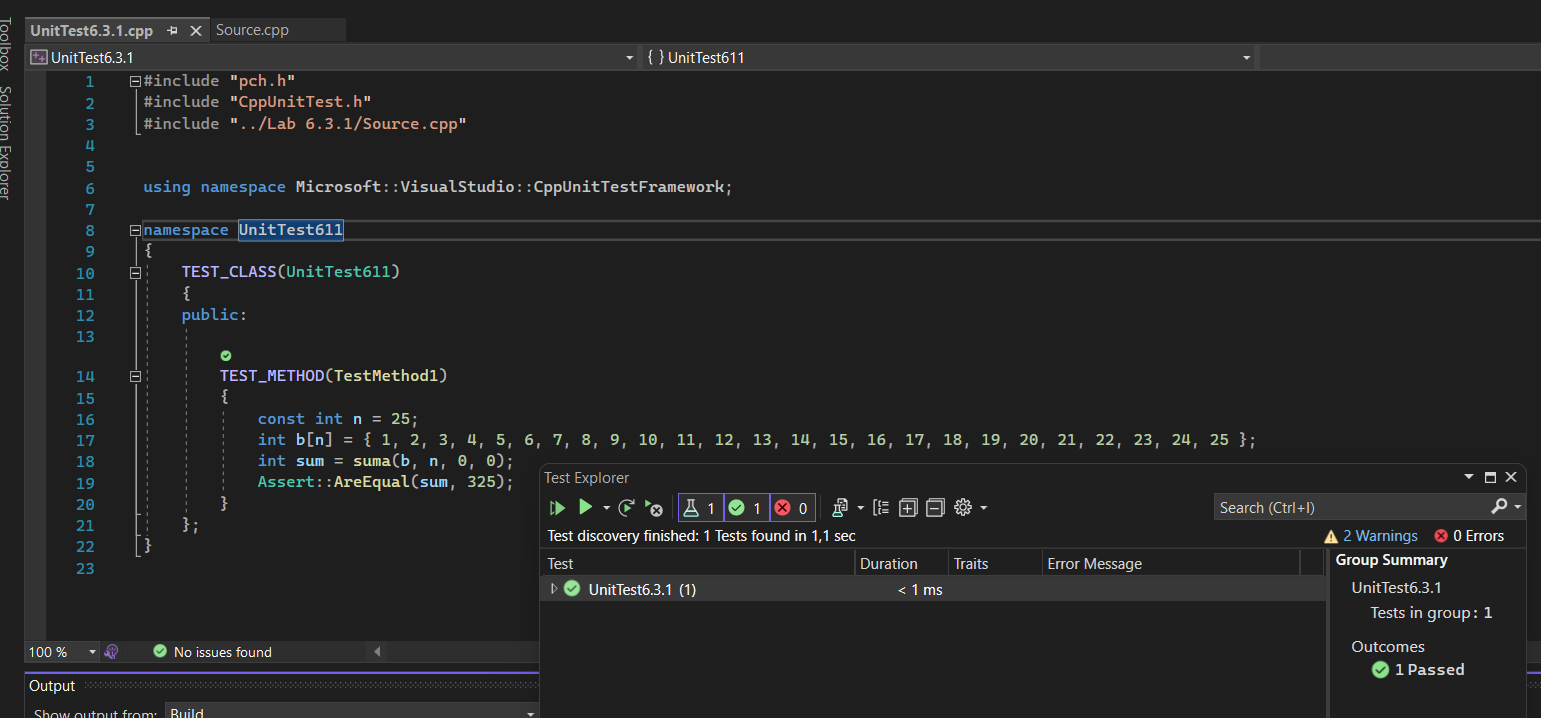 Toolbox
Solution Explorer
UnitTest6.3.1.cpp
Source.cpp
UnitTest6.3.1
{ } UnitTest611
1 #include "pch.h"
2 #include "CppUnitTest.h"
3 #include "../Lab 6.3.1/Source.cpp"
4
5
6 using namespace Microsoft::VisualStudio::CppUnitTestFramework;
7
8 namespace UnitTest611
9 {
10 TEST_CLASS(UnitTest611)
11 {
12 public:
13
14 TEST_METHOD(TestMethod1)
15 {
16 const int n = 25;
17 int b[n] = { 1, 2, 3, 4, 5, 6, 7, 8, 9, 10, 11, 12, 13, 14, 15, 16, 17, 18, 19, 20, 21, 22, 23, 24, 25 };
18 int sum = suma(b, n, 0, 0);
19 Assert::AreEqual(sum, 325);
20 }
21 };
22 }
23
100 %
No issues found
Output
Show output from: Build
Test Explorer
1 1 0
Search (Ctrl+I)
Test discovery finished: 1 Tests found in 1,1 sec
2 Warnings 0 Errors
Test Duration Traits Error Message
UnitTest6.3.1 (1) < 1 ms
Group Summary
UnitTest6.3.1
Tests in group: 1
Outcomes
1 Passed